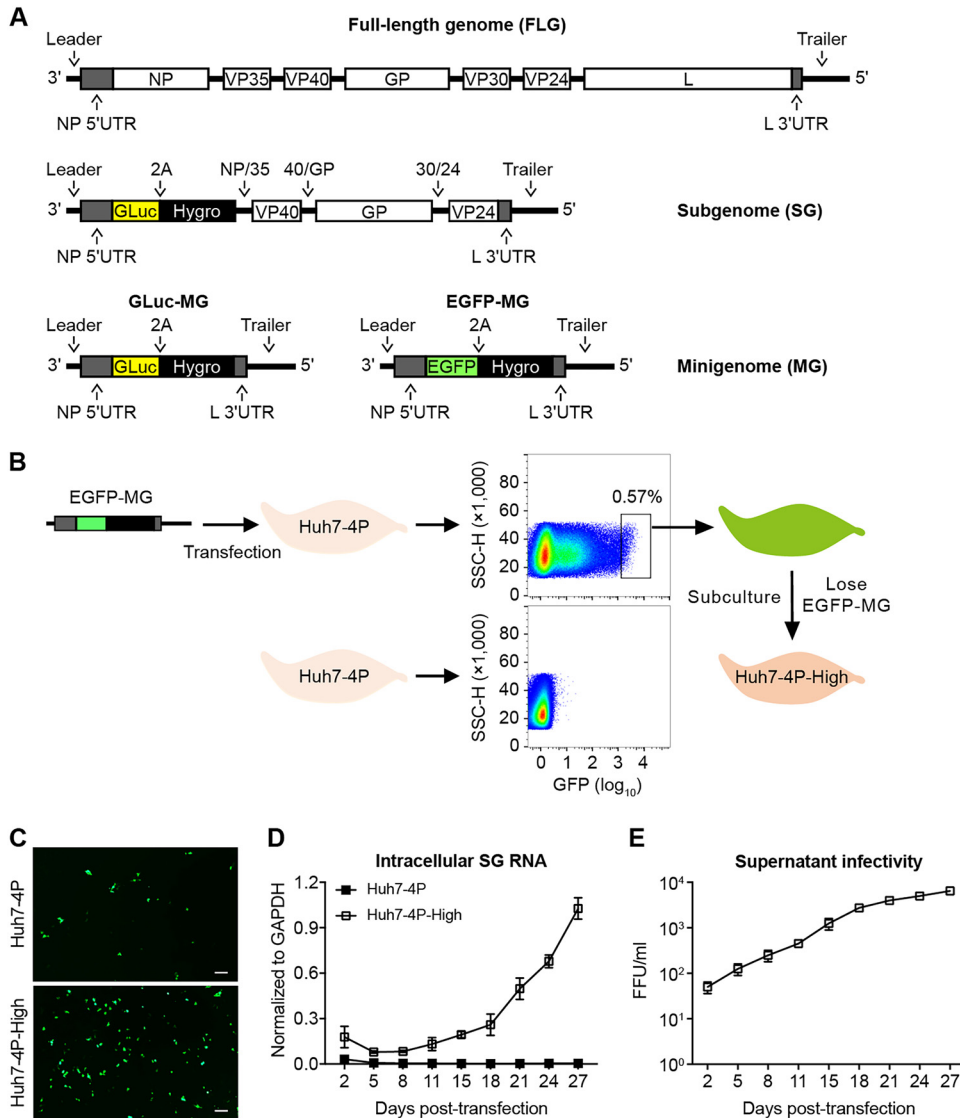 A
Full-length genome (FLG)
Leader
Trailer
3'
NP
VP35
VP40
GP
VP30
VP24
L
5'
NP 5'UTR
L 3'UTR
Leader
2A
NP/35
40/GP
30/24
Trailer
3'
GLuc
Hygro
VP40
GP
VP24
5'
Subgenome (SG)
NP 5'UTR
L 3'UTR
GLuc-MG
EGFP-MG
Leader
2A
Trailer
Leader
2A
Trailer
3'
GLuc
Hygro
5'
3'
EGFP
Hygro
5'
Minigenome (MG)
NP 5'UTR
L 3'UTR
NP 5'UTR
L 3'UTR
B
EGFP-MG
Transfection
Huh7-4P
SSC-H (×1,000)
80
60
40
20
0
0.57%
Subculture
Lose
EGFP-MG
Huh7-4P
SSC-H (×1,000)
80
60
40
20
0
0 1 2 3 4
GFP (log10)
Huh7-4P-High
C
Huh7-4P
Huh7-4P-High
D
Intracellular SG RNA
Huh7-4P
Huh7-4P-High
Normalized to GAPDH
1.2
0.9
0.6
0.3
0.0
2 5 8 11 15 18 21 24 27
Days post-transfection
E
Supernatant infectivity
FFU/ml
10⁴
10³
10²
10¹
10⁰
2 5 8 11 15 18 21 24 27
Days post-transfection